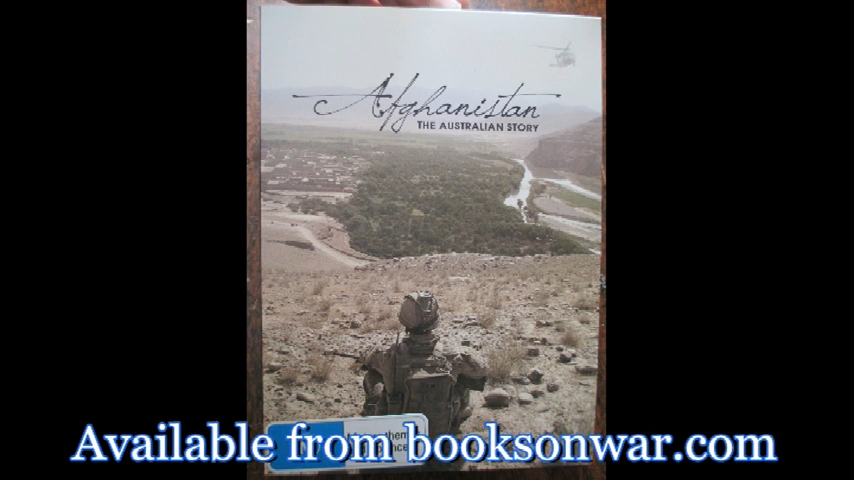 Afghanistan
THE AUSTRALIAN STORY
Available from booksonwar.com